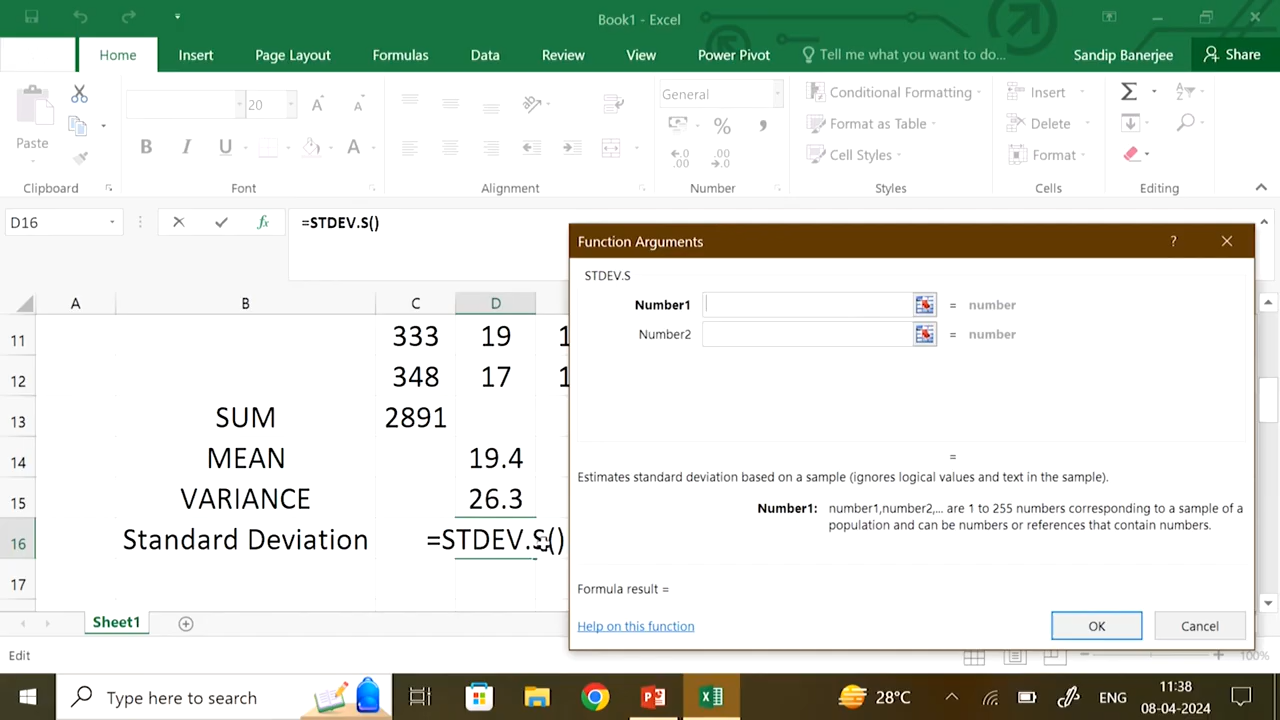 Book1 - Excel
Home Insert Page Layout Formulas Data Review View Power Pivot Tell me what you want to do... Sandip Banerjee Share
Paste
20
B I U A
General
% ,
Conditional Formatting
Format as Table
Cell Styles
Insert
Delete
Format
Σ
Clipboard Font Alignment Number Styles Cells Editing
D16 fx =STDEV.S()
A B C D
11 333 19 1
12 348 17 1
13 SUM 2891
14 MEAN 19.4
15 VARIANCE 26.3
16 Standard Deviation =STDEV.S()
17
Function Arguments ?
STDEV.S
Number1 = number
Number2 = number
=
Estimates standard deviation based on a sample (ignores logical values and text in the sample).
Number1: number1,number2,... are 1 to 255 numbers corresponding to a sample of a
population and can be numbers or references that contain numbers.
Formula result =
Help on this function OK Cancel
Sheet1
Edit 100%
Type here to search 28°C ENG 11:38
08-04-2024